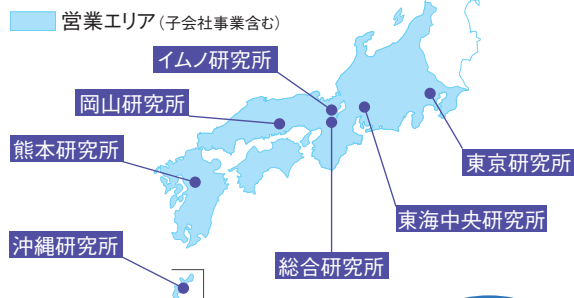 営業エリア(子会社事業含む)
イムノ研究所
岡山研究所
熊本研究所
東京研究所
東海中央研究所
沖縄研究所
総合研究所